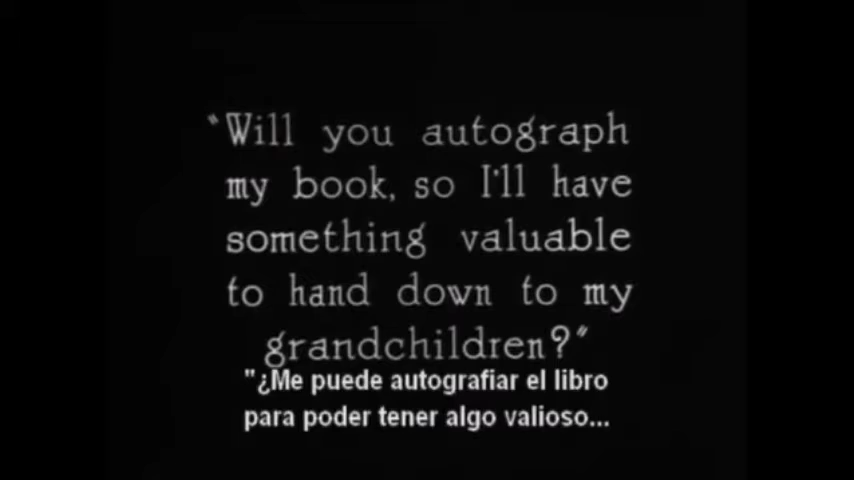 "Will you autograph
my book, so I'll have
something valuable
to hand down to my
grandchildren?"
"¿Me puede autografiar el libro
para poder tener algo valioso...